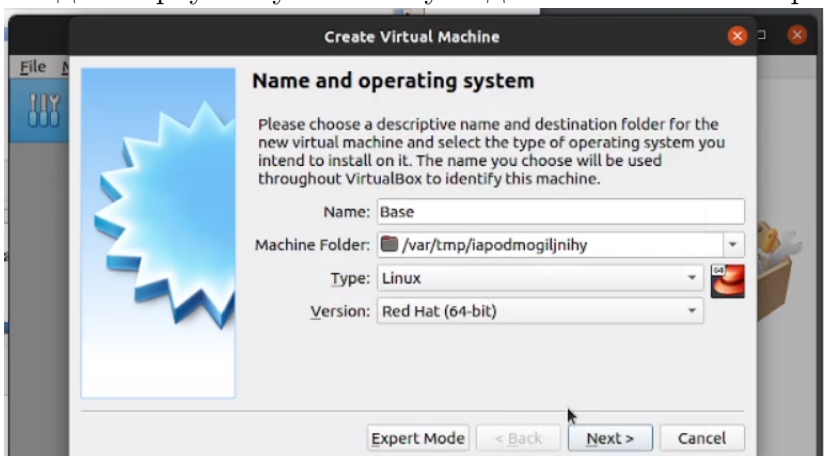 Create Virtual Machine
File
Name and operating system
Please choose a descriptive name and destination folder for the
new virtual machine and select the type of operating system you
intend to install on it. The name you choose will be used
throughout VirtualBox to identify this machine.
Name: Base
Machine Folder: /var/tmp/iapodmogiljnihy
Type: Linux
64
Version: Red Hat (64-bit)
Expert Mode < Back Next > Cancel